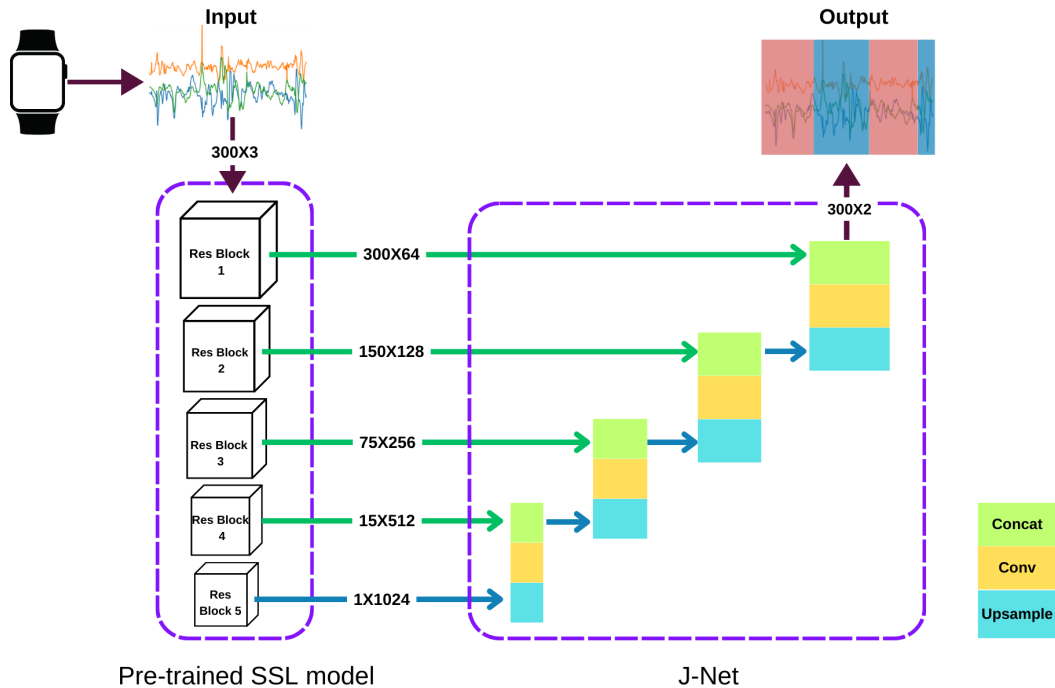 Input
Output
300X3
300X2
Res Block
1
300X64
Res Block
2
150X128
Res Block
3
75X256
Res Block
4
15X512
Res
Block 5
1X1024
Concat
Conv
Upsample
Pre-trained SSL model
J-Net